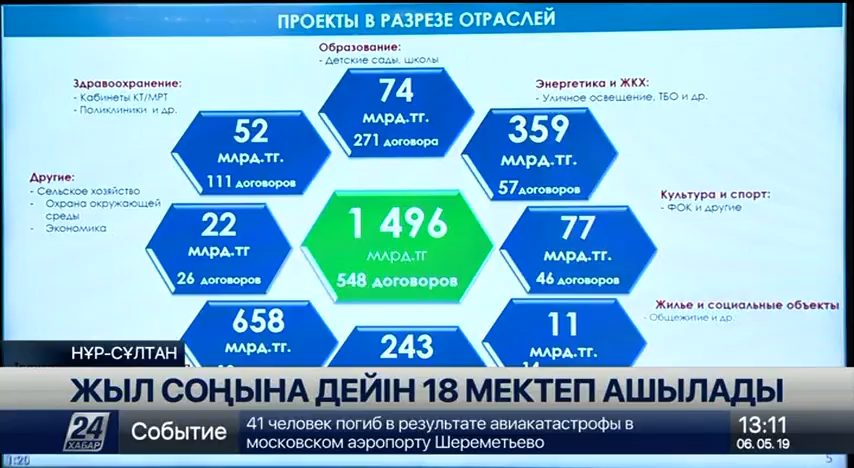 ПРОЕКТЫ В РАЗРЕЗЕ ОТРАСЛЕЙ
Образование:
- Детские сады, школы
Здравоохранение:
- Кабинеты КТ/МРТ
- Поликлиники и др.
Энергетика и ЖКХ:
- Уличное освещение, ТБО и др.
74
млрд.тг.
271 договора
52
млрд.тг.
111 договоров
359
млрд.тг.
57 договоров
Другие:
- Сельское хозяйство
- Охрана окружающей
среды
- Экономика
Культура и спорт:
- ФОК и другие
22
млрд.тг.
26 договоров
1 496
млрд.тг
548 договоров
77
млрд.тг.
46 договоров
Жилье и социальные объекты
- Общежитие и др.
658
млрд.тг.
243
11
млрд.тг.
НҰР-СҰЛТАН
ЖЫЛ СОҢЫНА ДЕЙІН 18 МЕКТЕП АШЫЛАДЫ
24
ХАБАР
Событие
41 человек погиб в результате авиакатастрофы в
московском аэропорту Шереметьево
13:11
06.05.19
1:20
5